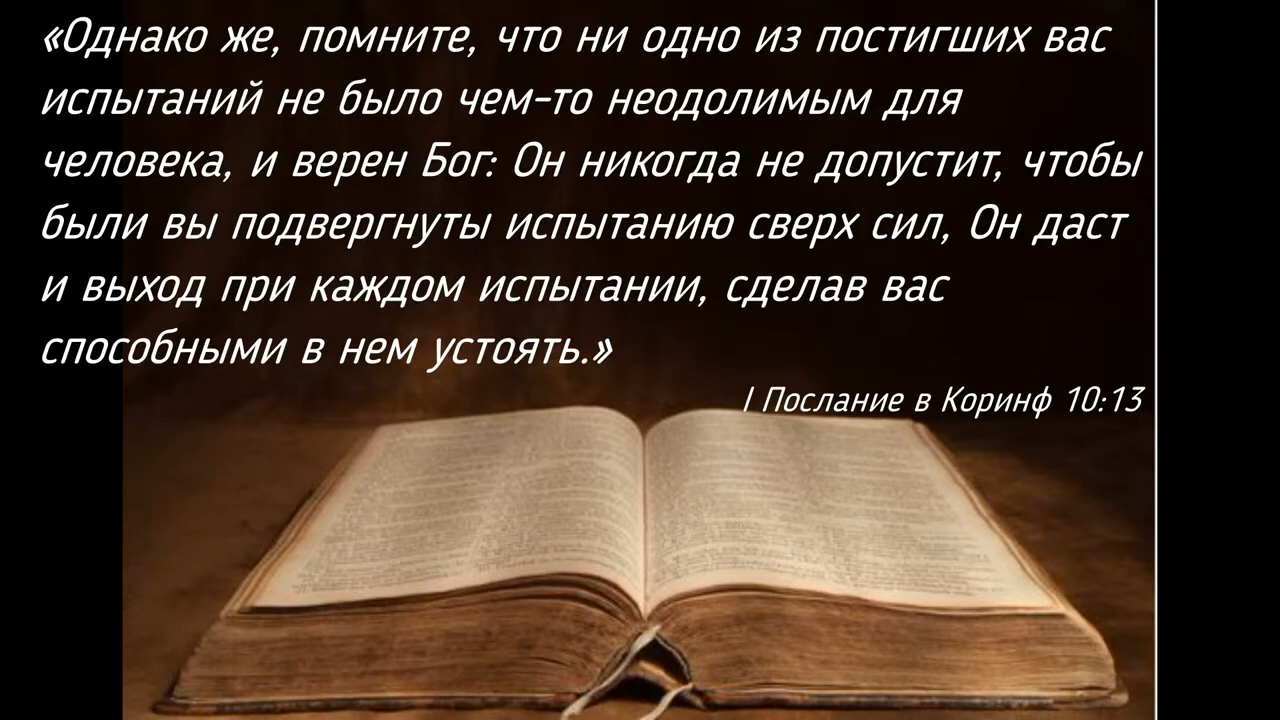 «Однако же, помните, что ни одно из постигших вас
испытаний не было чем-то неодолимым для
человека, и верен Бог: Он никогда не допустит, чтобы
были вы подвергнуты испытанию сверх сил, Он даст
и выход при каждом испытании, сделав вас
способными в нем устоять.»
I Послание в Коринф 10:13